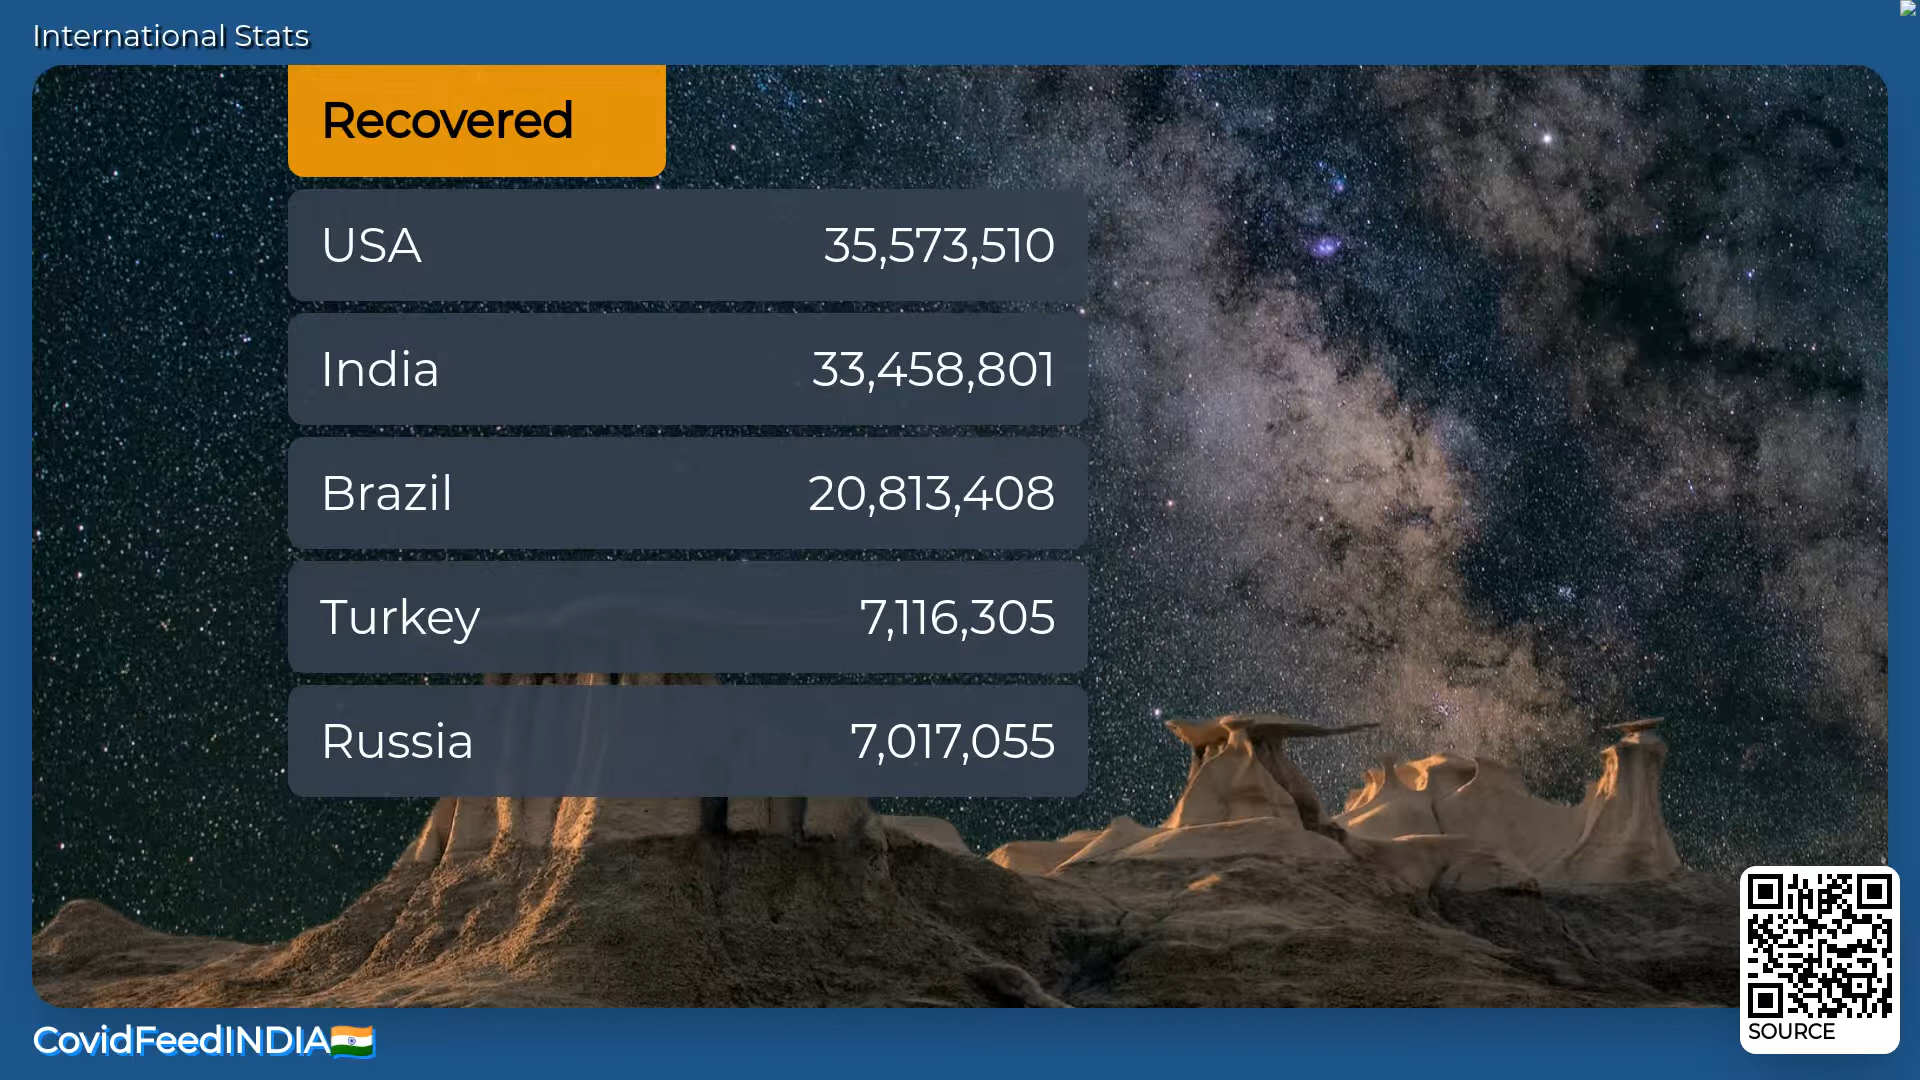 International Stats
Recovered
USA 35,573,510
India 33,458,801
Brazil 20,813,408
Turkey 7,116,305
Russia 7,017,055
CovidFeedINDIA🇮🇳
SOURCE